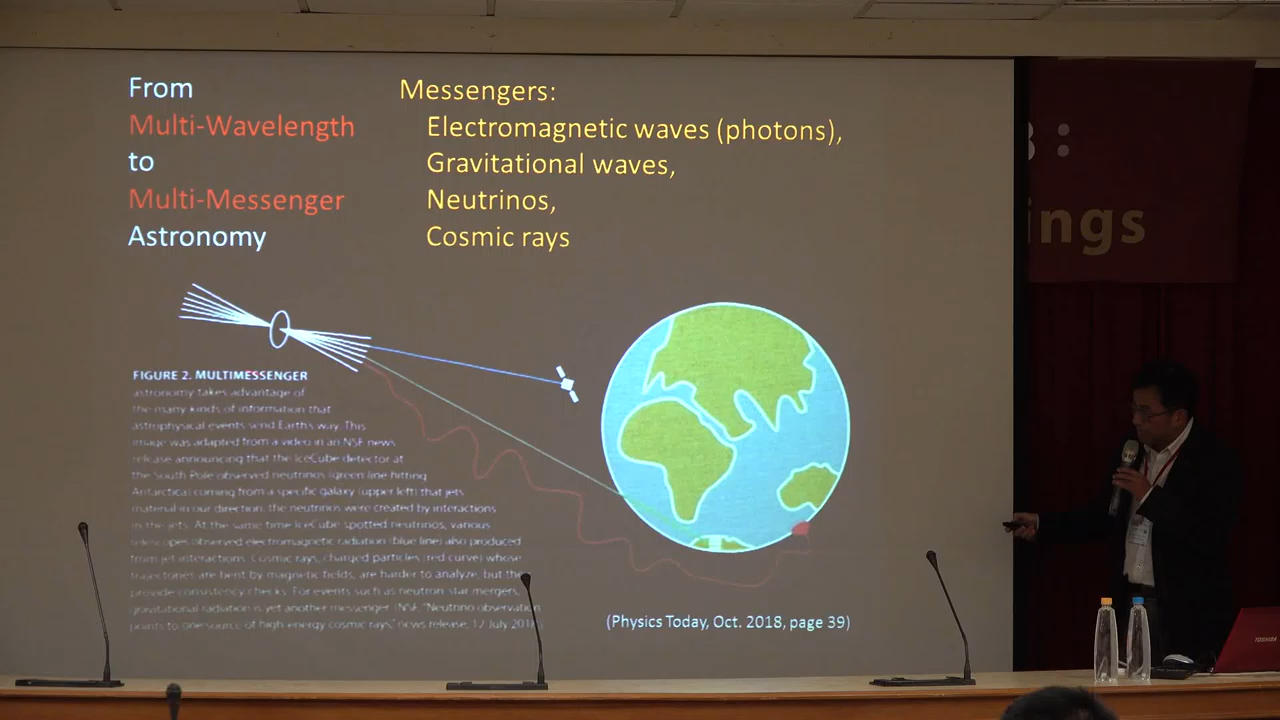 From
Multi-Wavelength
to
Multi-Messenger
Astronomy
Messengers:
Electromagnetic waves (photons),
Gravitational waves,
Neutrinos,
Cosmic rays
FIGURE 2. MULTIMESSENGER
astronomy takes advantage of
the many kinds of information that
astrophysical events send Earth's way. This
image was adapted from a video in an NSF news
release announcing that the IceCube detector at
the South Pole observed neutrinos (green line hitting
Antarctica) coming from a specific galaxy (upper left) that jets
material in our direction; the neutrinos were created by interactions
in the jets. At the same time IceCube spotted neutrinos, various
telescopes observed electromagnetic radiation (blue line) also produced
from jet interactions. Cosmic rays, charged particles (red curve) whose
trajectories are bent by magnetic fields, are harder to analyze, but they
provide consistency checks. For events such as neutron star mergers,
gravitational radiation is yet another messenger. (NSF, "Neutrino observation
points to one source of high-energy cosmic rays," news release, 12 July 2018
(Physics Today, Oct. 2018, page 39)
:
ings
TOSHIBA